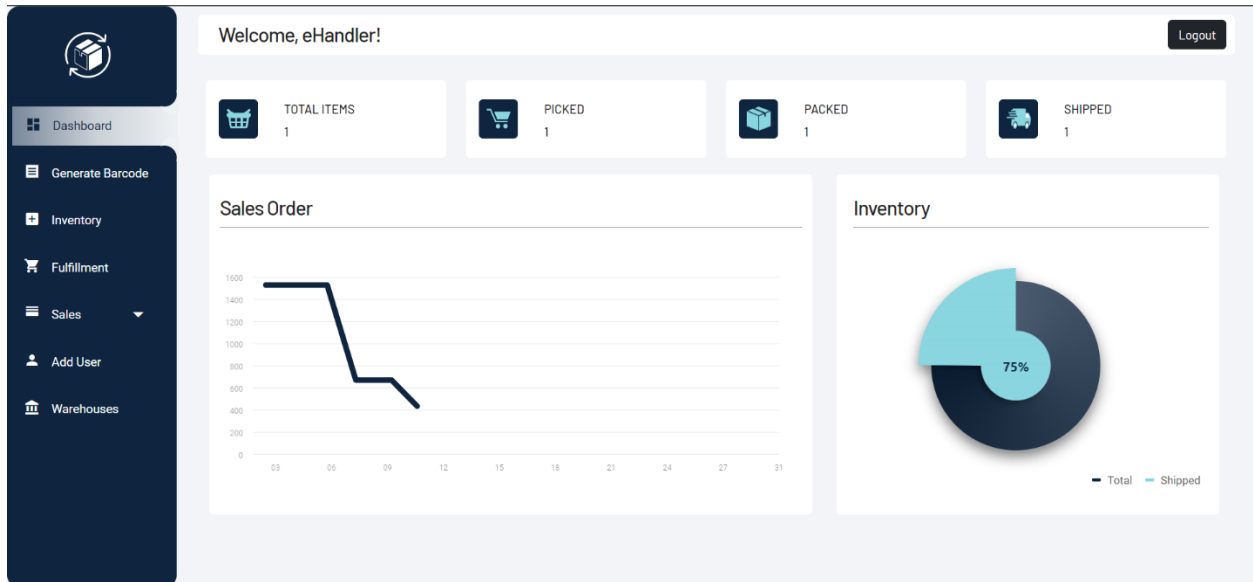 Welcome, eHandler!
Logout
TOTAL ITEMS
1
PICKED
1
PACKED
1
SHIPPED
1
Dashboard
Generate Barcode
Inventory
Fulfillment
Sales
Add User
Warehouses
Sales Order
1600
1400
1200
1000
800
600
400
200
0
03 06 09 12 15 18 21 24 27 31
Inventory
75%
Total Shipped